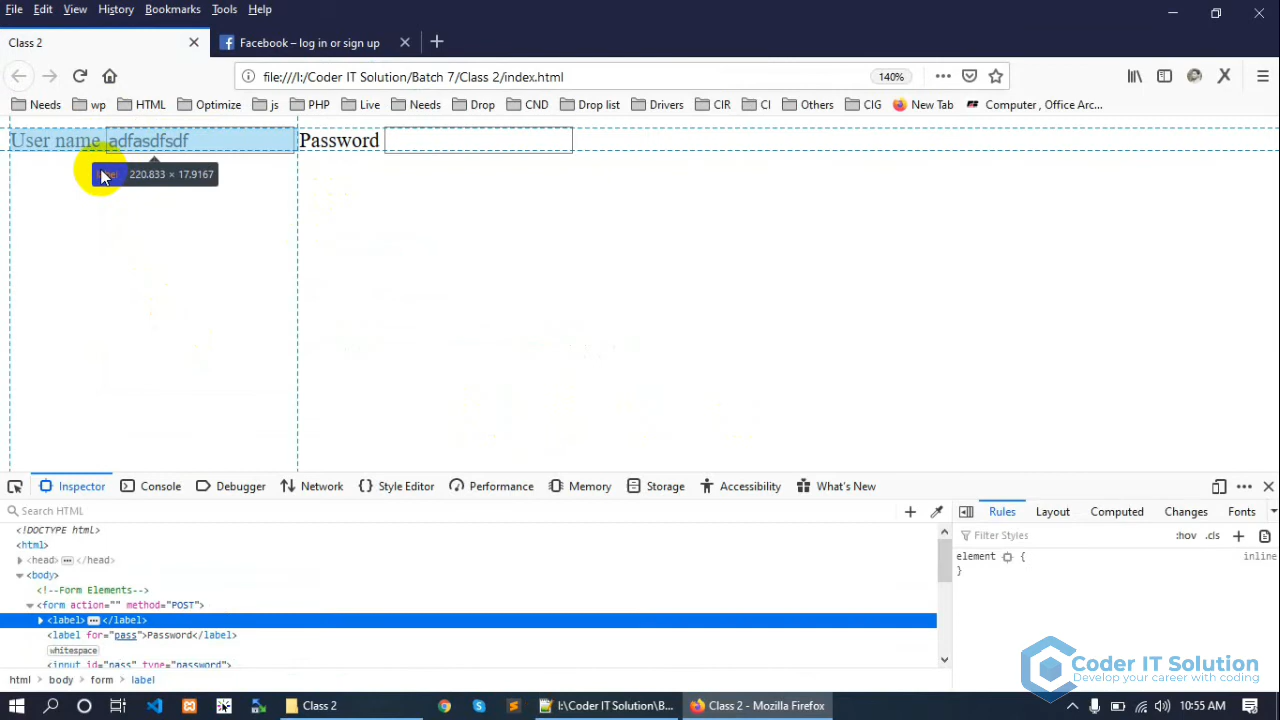 File Edit View History Bookmarks Tools Help
Class 2
Facebook – log in or sign up
file:///I:/Coder IT Solution/Batch 7/Class 2/index.html
140%
Needs wp HTML Optimize js PHP Live Needs Drop CND Drop list Drivers CIR CI Others CIG New Tab Computer , Office Arc...
User name adfasdfsdf Password
label 220.833 × 17.9167
Inspector Console Debugger Network Style Editor Performance Memory Storage Accessibility What's New
Search HTML
Rules Layout Computed Changes Fonts
<!DOCTYPE html>
<html>
<head> ... </head>
<body>
<!--Form Elements-->
<form action="" method="POST">
<label> ... </label>
<label for="pass">Password</label>
whitespace
<input id="pass" type="password">
html body form label
Filter Styles :hov .cls
element { inline
}
Coder IT Solution
Develop your career with coding
Class 2
I:\Coder IT Solution\B...
Class 2 - Mozilla Firefox
10:55 AM